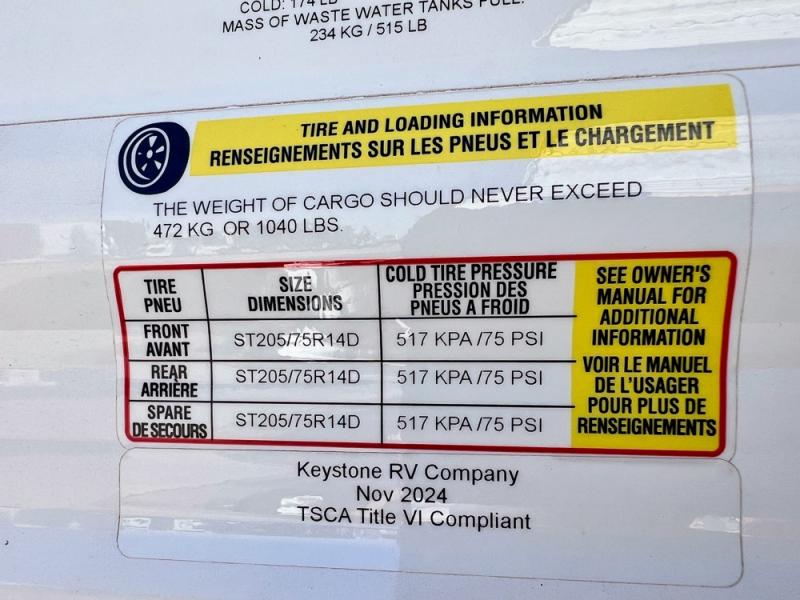 COLD: 174 LB
MASS OF WASTE WATER TANKS FULL:
234 KG / 515 LB
TIRE AND LOADING INFORMATION
RENSEIGNEMENTS SUR LES PNEUS ET LE CHARGEMENT
THE WEIGHT OF CARGO SHOULD NEVER EXCEED
472 KG OR 1040 LBS.
TIRE
PNEU
SIZE
DIMENSIONS
COLD TIRE PRESSURE
PRESSION DES
PNEUS A FROID
FRONT
AVANT
ST205/75R14D
517 KPA /75 PSI
REAR
ARRIÈRE
ST205/75R14D
517 KPA /75 PSI
SPARE
DE SECOURS
ST205/75R14D
517 KPA /75 PSI
SEE OWNER'S
MANUAL FOR
ADDITIONAL
INFORMATION
VOIR LE MANUEL
DE L'USAGER
POUR PLUS DE
RENSEIGNEMENTS
Keystone RV Company
Nov 2024
TSCA Title VI Compliant